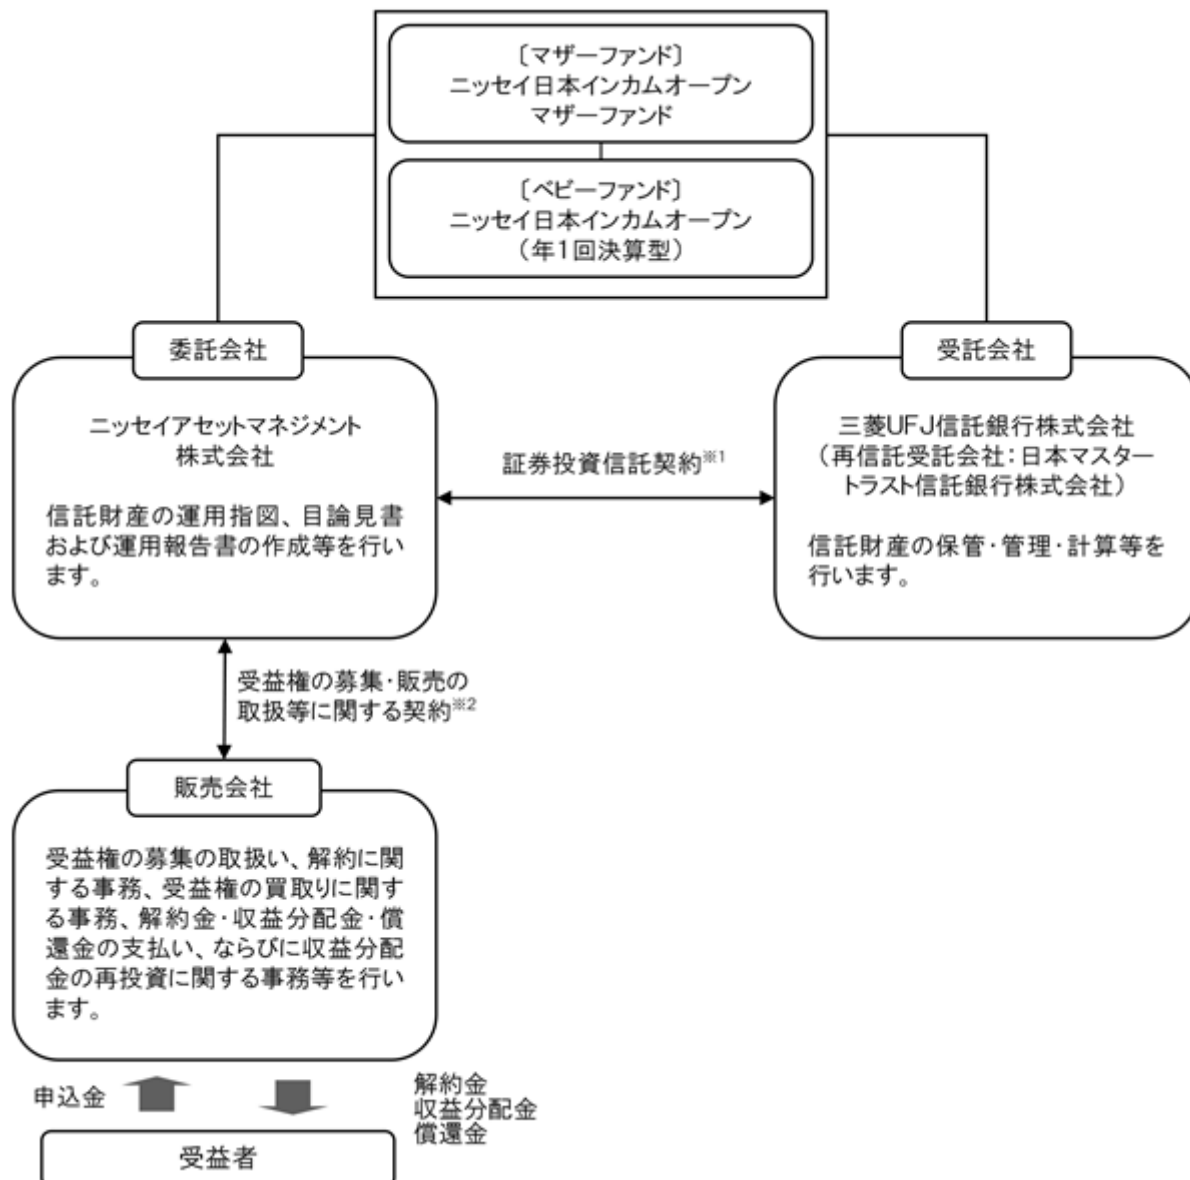 〔マザーファンド〕
ニッセイ日本インカムオープン
マザーファンド
〔ベビーファンド〕
ニッセイ日本インカムオープン
(年1回決算型)
委託会社
ニッセイアセットマネジメント
株式会社
信託財産の運用指図、目論見書
および運用報告書の作成等を行い
ます。
証券投資信託契約※1
受託会社
三菱UFJ信託銀行株式会社
(再信託受託会社:日本マスター
トラスト信託銀行株式会社)
信託財産の保管・管理・計算等を
行います。
受益権の募集・販売の
取扱等に関する契約※2
販売会社
受益権の募集の取扱い、解約に関
する事務、受益権の買取りに関す
る事務、解約金・収益分配金・償
還金の支払い、ならびに収益分配
金の再投資に関する事務等を行い
ます。
申込金
解約金
収益分配金
償還金
受益者